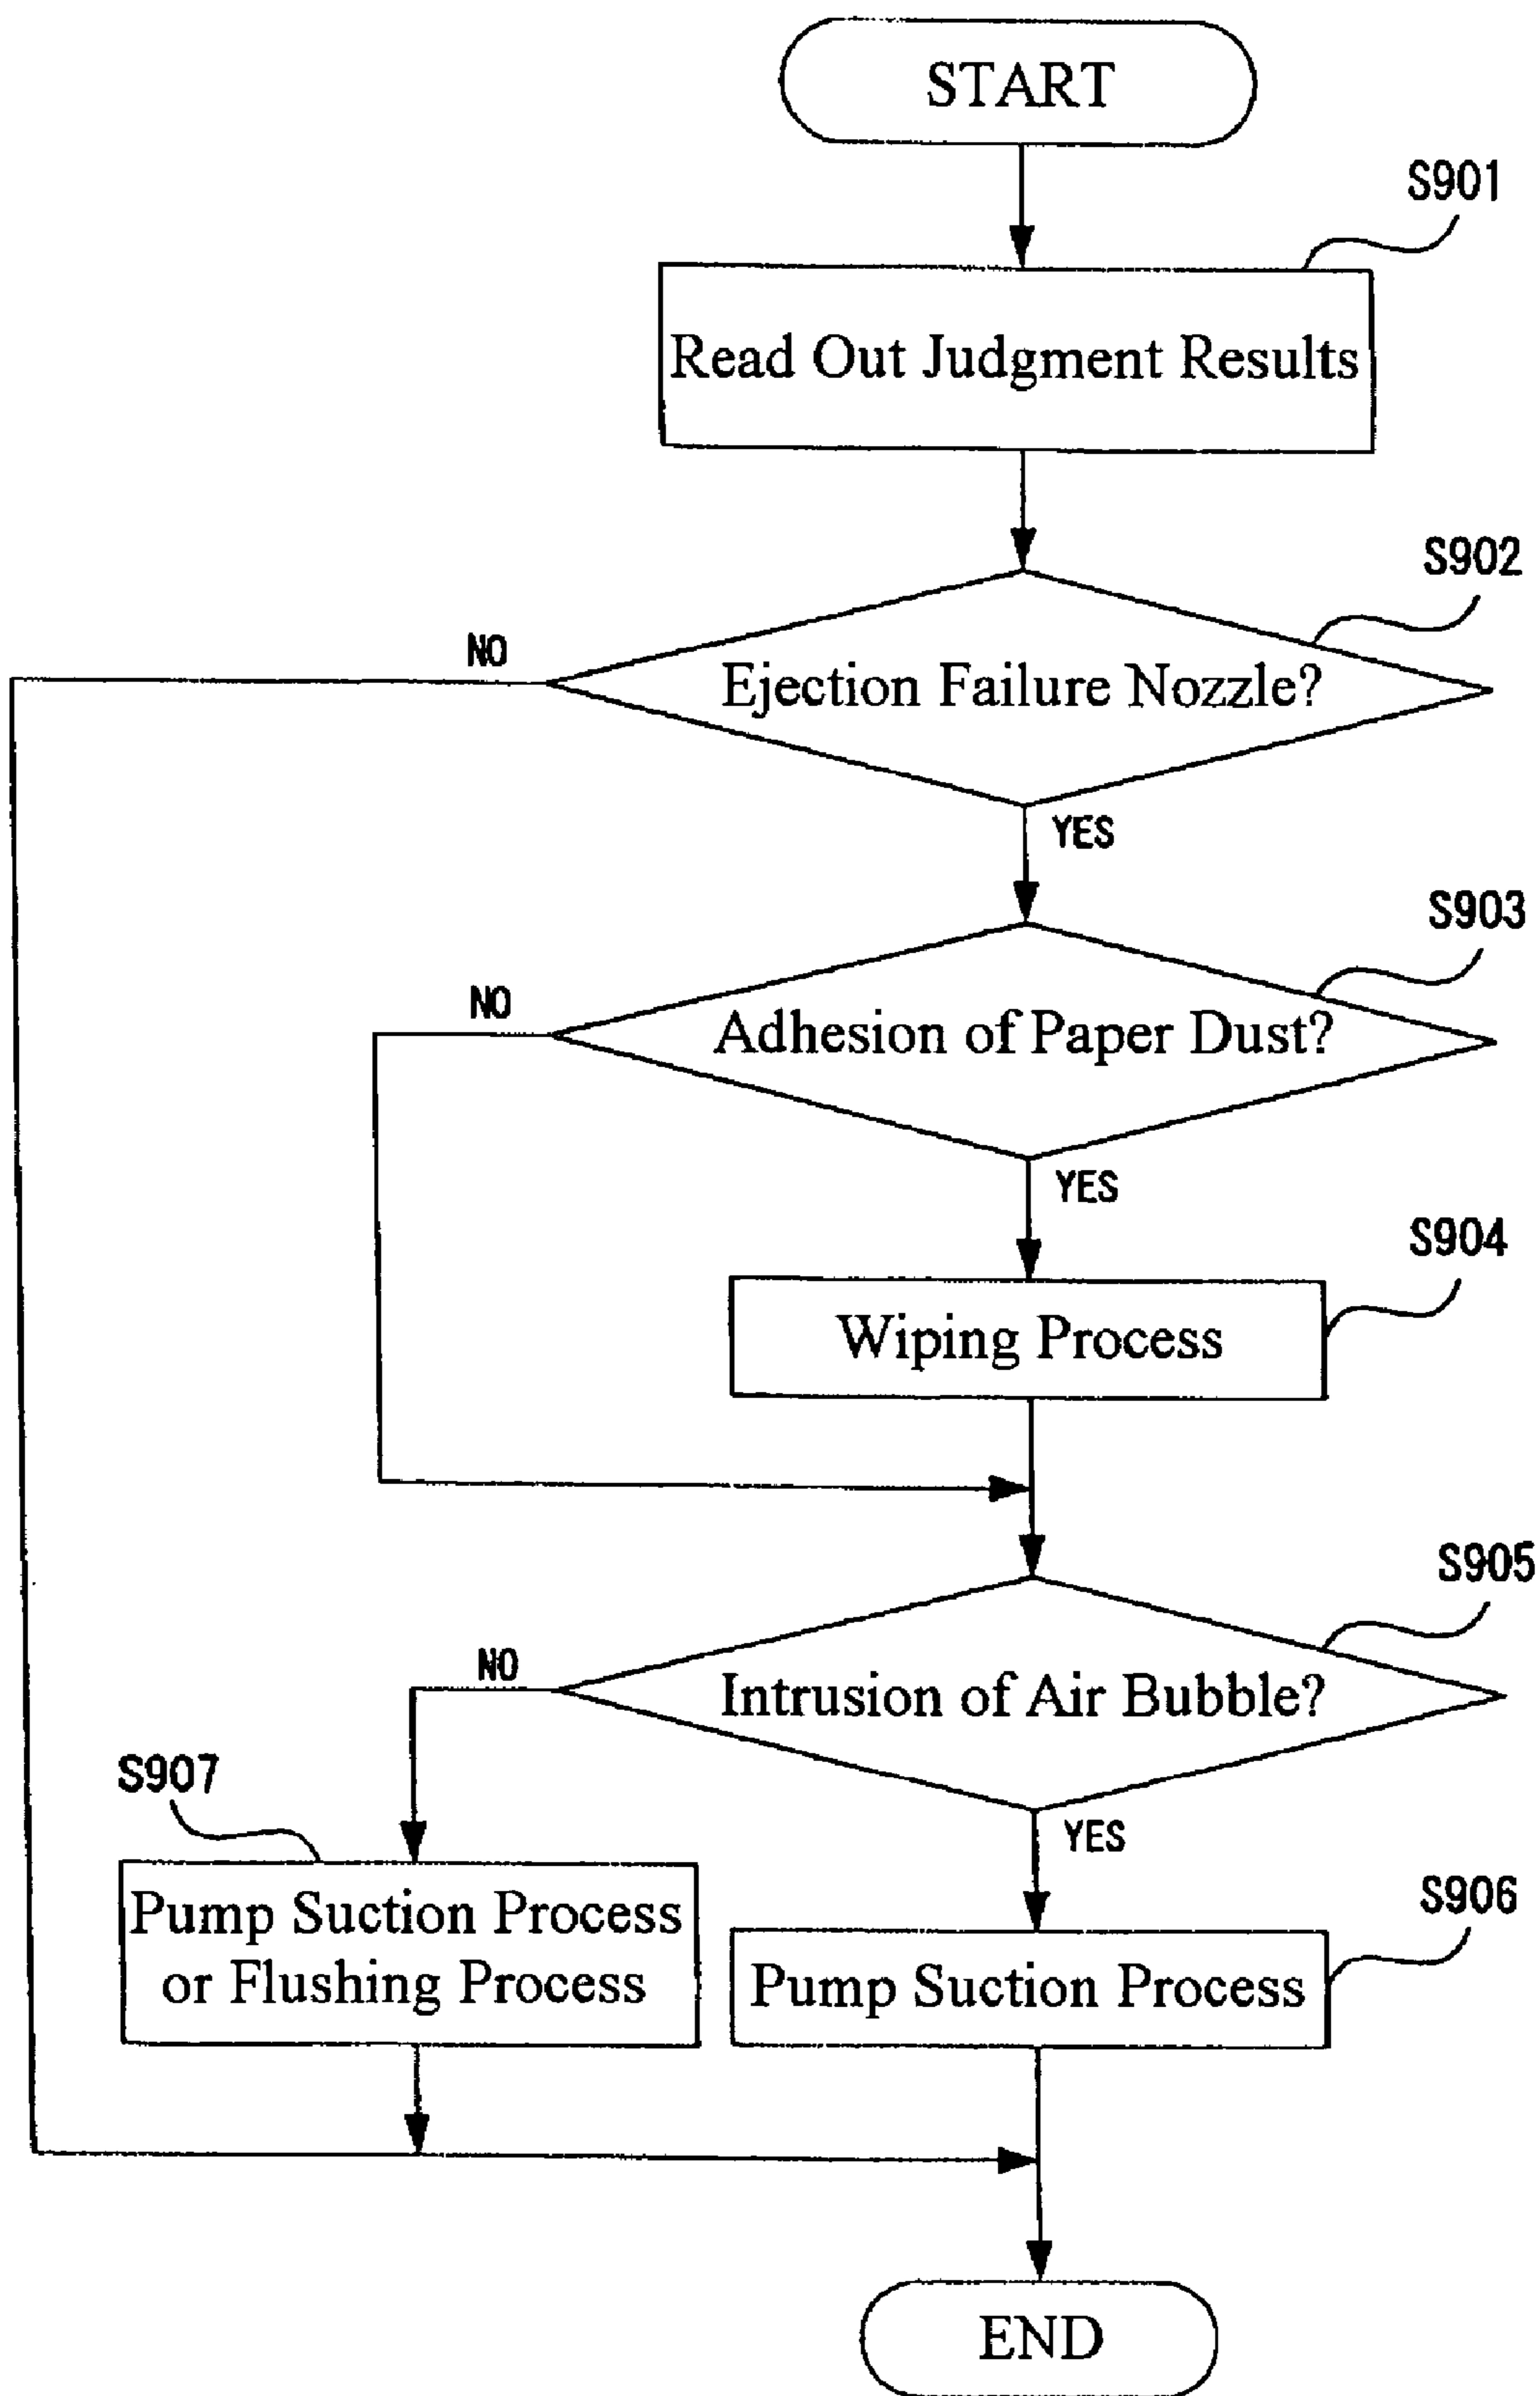 START
S901
Read Out Judgment Results
S902
NO
Ejection Failure Nozzle?
YES
S903
NO
Adhesion of Paper Dust?
YES
S904
Wiping Process
S905
NO
Intrusion of Air Bubble?
S907
YES
Pump Suction Process
or Flushing Process
S906
Pump Suction Process
END